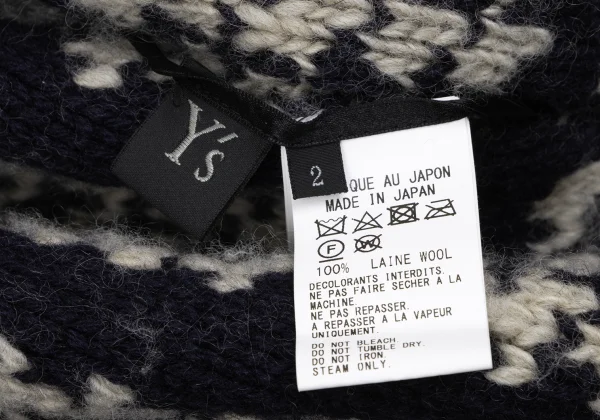 Y's
2
QUE AU JAPON
MADE IN JAPAN
F
W
100% LAINE WOOL
DECOLORANTS INTERDITS.
NE PAS FAIRE SECHER A LA
MACHINE.
NE PAS REPASSER.
A REPASSER A LA VAPEUR
UNIQUEMENT.
DO NOT BLEACH
DO NOT TUMBLE DRY.
DO NOT IRON.
STEAM ONLY.